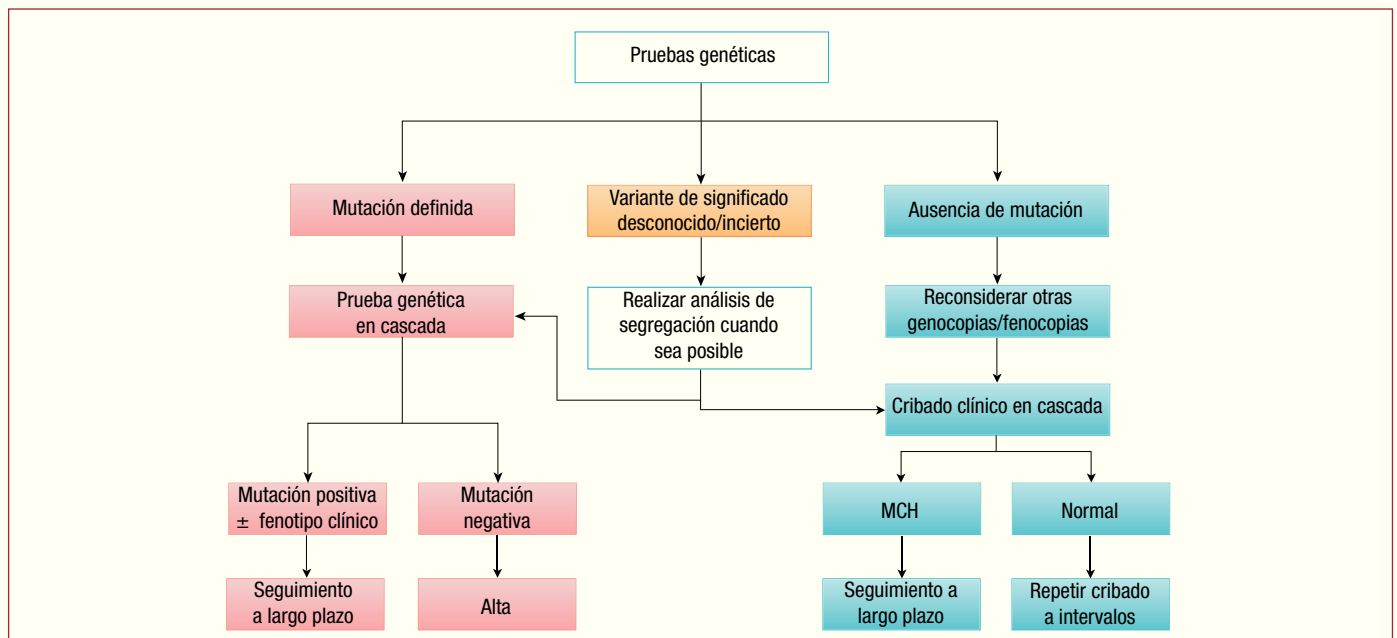 Pruebas genéticas
Mutación definida
Variante de significado
desconocido/incierto
Ausencia de mutación
Prueba genética
en cascada
Realizar análisis de
segregación cuando
sea posible
Reconsiderar otras
genocopias/fenocopias
Cribado clínico en cascada
Mutación positiva
± fenotipo clínico
Mutación
negativa
MCH
Normal
Seguimiento
a largo plazo
Alta
Seguimiento a
largo plazo
Repetir cribado
a intervalos